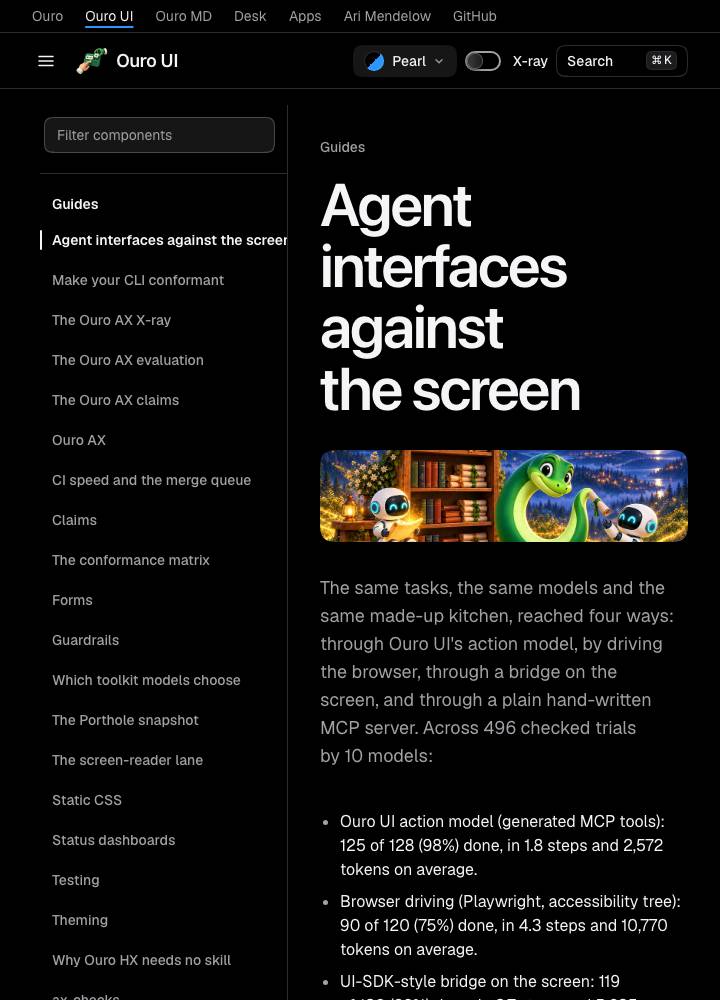 Ouro Ouro UI Ouro MD Desk Apps Ari Mendelow GitHub
Ouro UI
Pearl
X-ray
Search ⌘ K
Filter components
Guides
Agent interfaces against the screen
Make your CLI conformant
The Ouro AX X-ray
The Ouro AX evaluation
The Ouro AX claims
Ouro AX
CI speed and the merge queue
Claims
The conformance matrix
Forms
Guardrails
Which toolkit models choose
The Porthole snapshot
The screen-reader lane
Static CSS
Status dashboards
Testing
Theming
Why Ouro HX needs no skill
ax-checks
Guides
Agent
interfaces
against
the screen
The same tasks, the same models and the
same made-up kitchen, reached four ways:
through Ouro UI's action model, by driving
the browser, through a bridge on the
screen, and through a plain hand-written
MCP server. Across 496 checked trials
by 10 models:
Ouro UI action model (generated MCP tools):
125 of 128 (98%) done, in 1.8 steps and 2,572
tokens on average.
Browser driving (Playwright, accessibility tree):
90 of 120 (75%) done, in 4.3 steps and 10,770
tokens on average.
UI-SDK-style bridge on the screen: 119